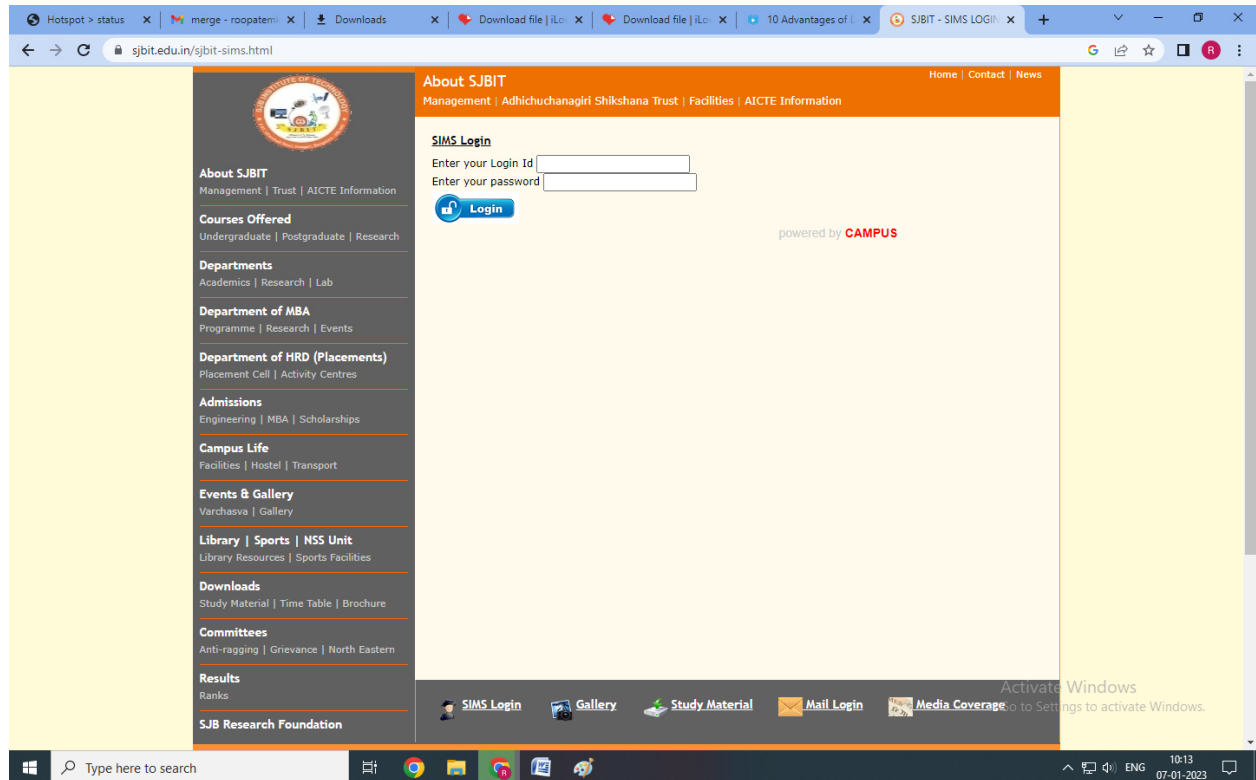 Hotspot > status
merge - roopatemi
Downloads
Download file | iLo
Download file | iLo
10 Advantages of L
SJBIT - SIMS LOGIN
sjbit.edu.in/sjbit-sims.html
G
R
SJBIT
About SJBIT
Management | Trust | AICTE Information
Courses Offered
Undergraduate | Postgraduate | Research
Departments
Academics | Research | Lab
Department of MBA
Programme | Research | Events
Department of HRD (Placements)
Placement Cell | Activity Centres
Admissions
Engineering | MBA | Scholarships
Campus Life
Facilities | Hostel | Transport
Events & Gallery
Varchasva | Gallery
Library | Sports | NSS Unit
Library Resources | Sports Facilities
Downloads
Study Material | Time Table | Brochure
Committees
Anti-ragging | Grievance | North Eastern
Results
Ranks
SJB Research Foundation
About SJBIT
Home | Contact | News
Management | Adhichuchanagiri Shikshana Trust | Facilities | AICTE Information
SIMS Login
Enter your Login Id
Enter your password
Login
powered by CAMPUS
SIMS Login
Gallery
Study Material
Mail Login
Media Coverage
Activate Windows
Go to Settings to activate Windows.
Type here to search
ENG
10:13
07-01-2023